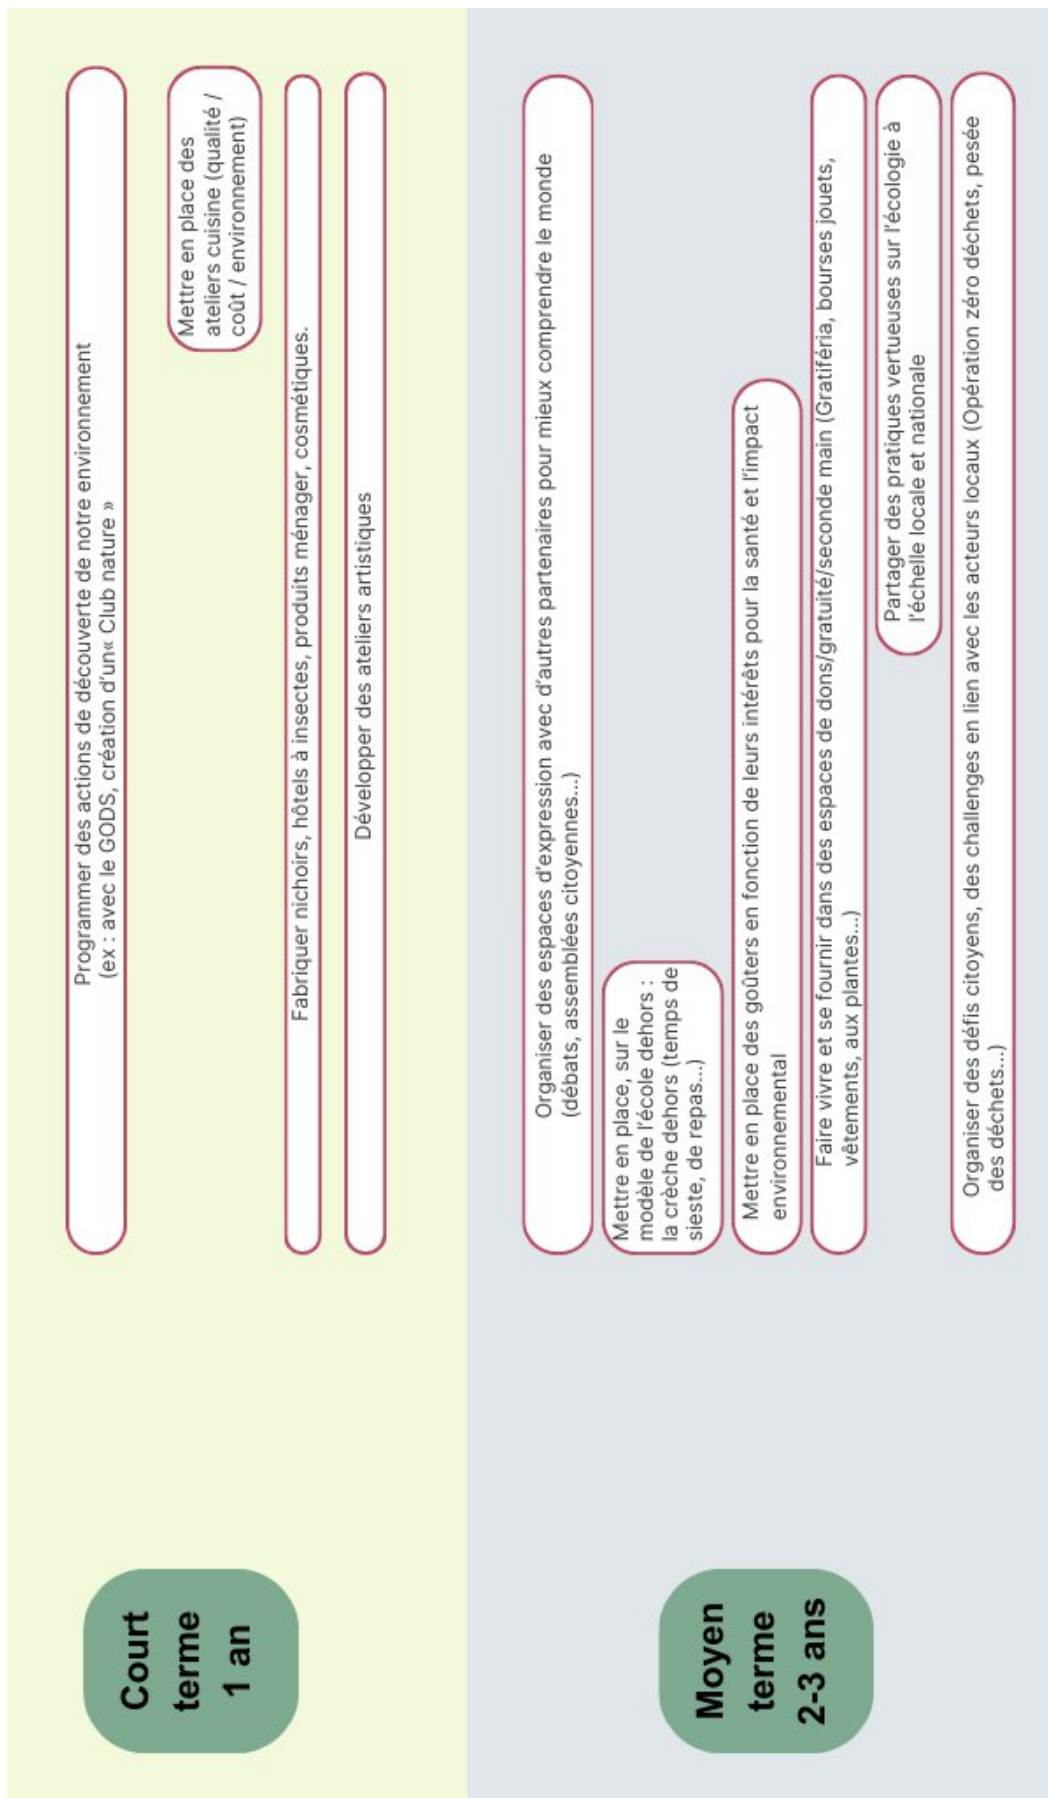 Court
terme
1 an
Programmer des actions de découverte de notre environnement
(ex : avec le GODS, création d'un« Club nature »
Mettre en place des
ateliers cuisine (qualité /
coût / environnement)
Fabriquer nichoirs, hôtels à insectes, produits ménager, cosmétiques.
Développer des ateliers artistiques
Moyen
terme
2-3 ans
Organiser des espaces d'expression avec d'autres partenaires pour mieux comprendre le monde
(débats, assemblées citoyennes...)
Mettre en place, sur le
modèle de l'école dehors :
la crèche dehors (temps de
sieste, de repas...)
Mettre en place des goûters en fonction de leurs intérêts pour la santé et l'impact
environnemental
Faire vivre et se fournir dans des espaces de dons/gratuité/seconde main (Gratiféria, bourses jouets,
vêtements, aux plantes...)
Partager des pratiques vertueuses sur l'écologie à
l'échelle locale et nationale
Organiser des défis citoyens, des challenges en lien avec les acteurs locaux (Opération zéro déchets, pesée
des déchets...)